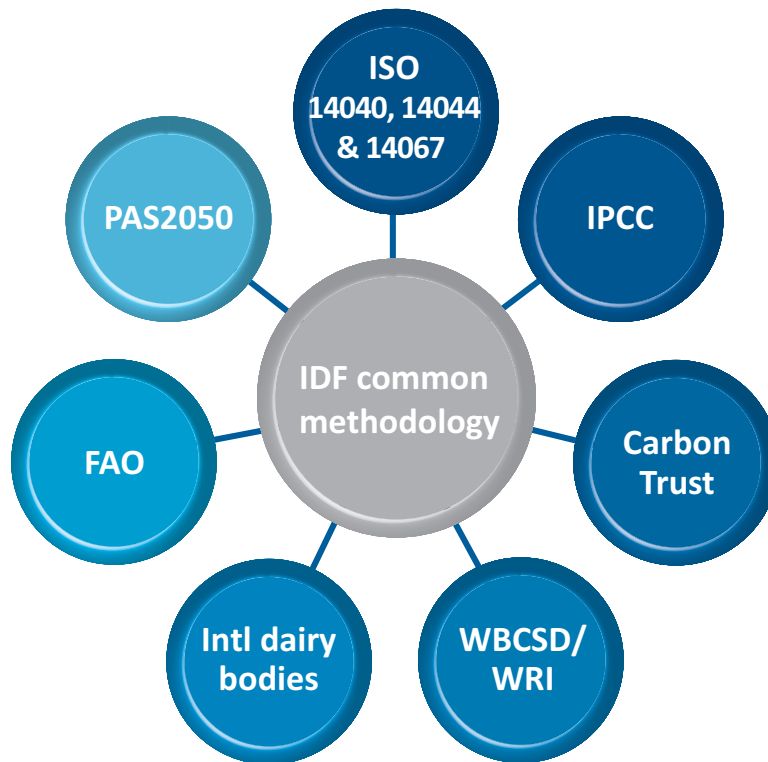 ISO
14040, 14044
& 14067
PAS2050
IPCC
IDF common
methodology
FAO
Carbon
Trust
Intl dairy
bodies
WBCSD/
WRI